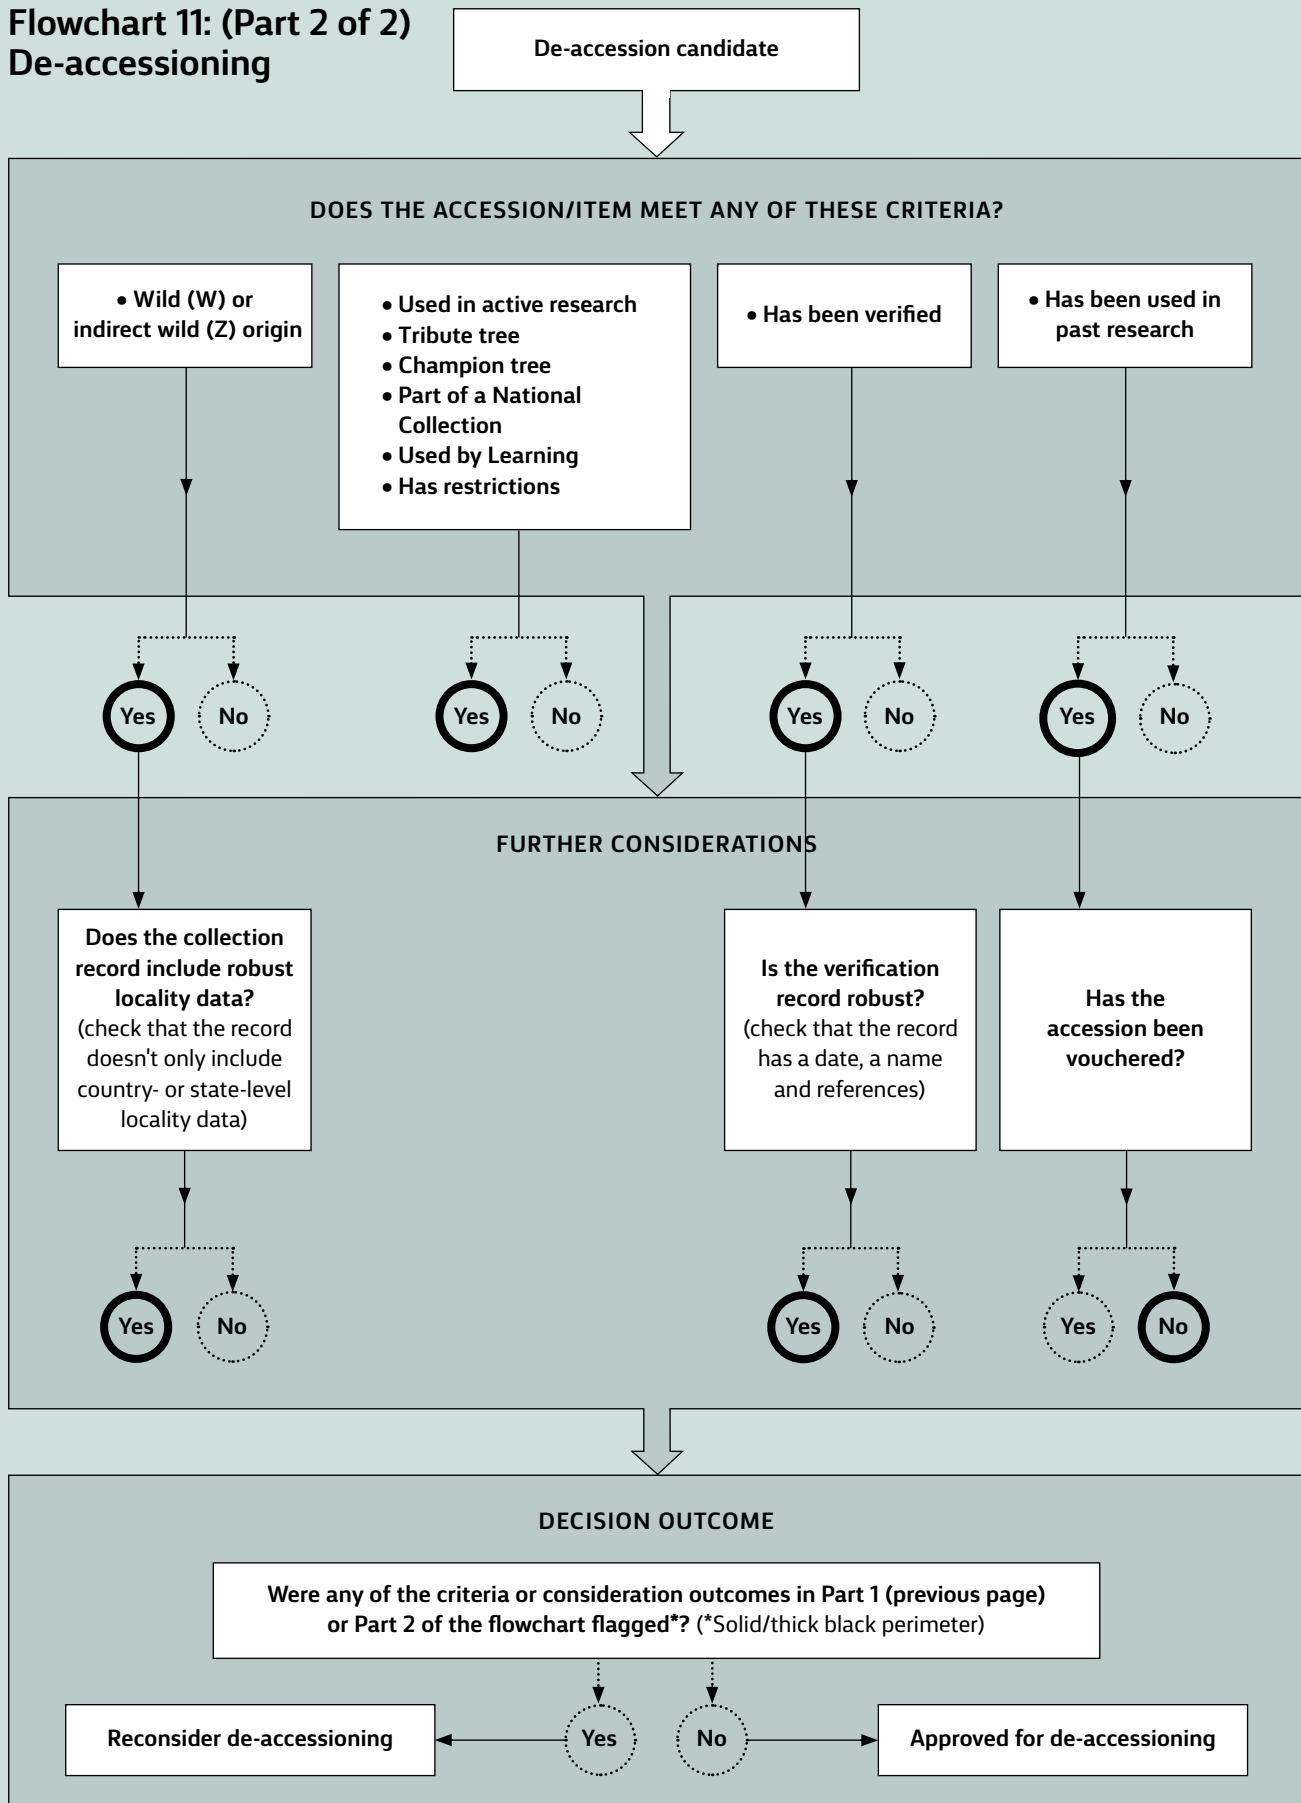 Flowchart 11: (Part 2 of 2)
De-accessioning
De-accession candidate
DOES THE ACCESSION/ITEM MEET ANY OF THESE CRITERIA?
• Wild (W) or
indirect wild (Z) origin
• Used in active research
• Tribute tree
• Champion tree
• Part of a National
Collection
• Used by Learning
• Has restrictions
• Has been verified
• Has been used in
past research
Yes
No
Yes
No
Yes
No
Yes
No
FURTHER CONSIDERATIONS
Does the collection
record include robust
locality data?
(check that the record
doesn't only include
country- or state-level
locality data)
Is the verification
record robust?
(check that the record
has a date, a name
and references)
Has the
accession been
vouchered?
Yes
No
Yes
No
Yes
No
DECISION OUTCOME
Were any of the criteria or consideration outcomes in Part 1 (previous page)
or Part 2 of the flowchart flagged*? (*Solid/thick black perimeter)
Reconsider de-accessioning
Yes
No
Approved for de-accessioning